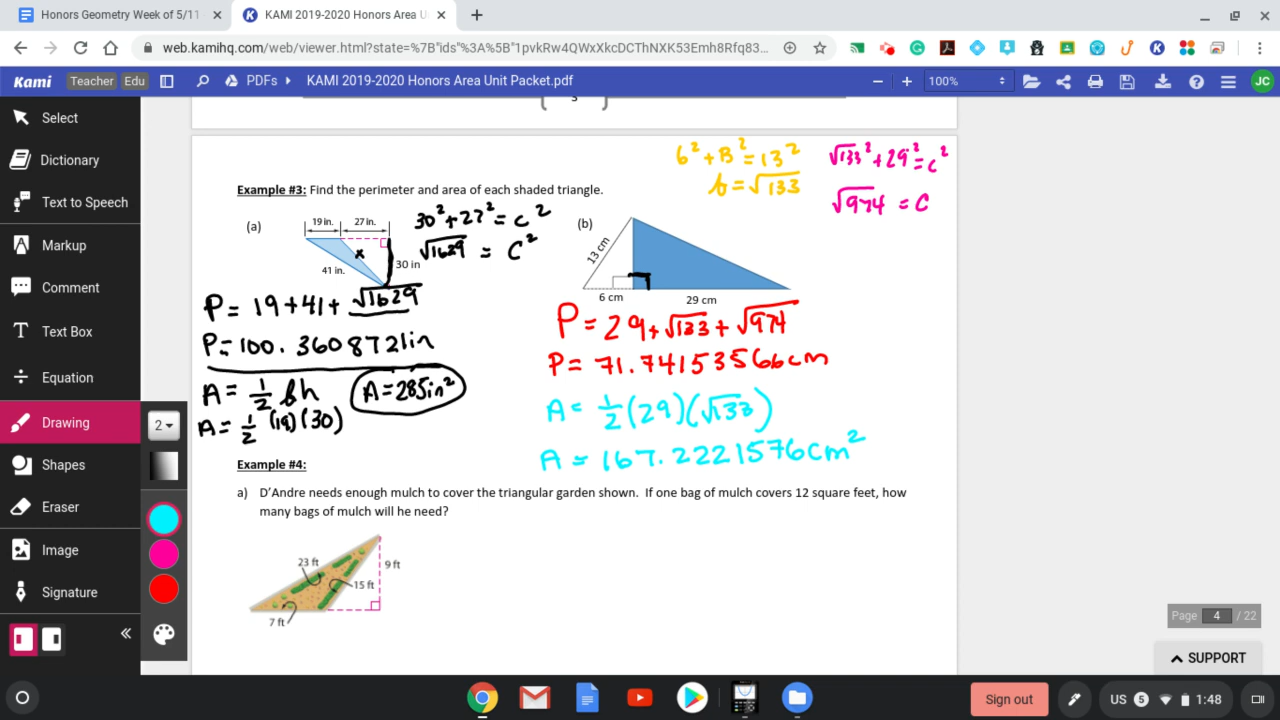 Honors Geometry Week of 5/11
KAMI 2019-2020 Honors Area U
web.kamihq.com/web/viewer.html?state=%7B"ids"%3A%5B"1pvkRw4QWxXkcDCThNXK53Emh8Rfq83...
Kami
Teacher
Edu
PDFs
KAMI 2019-2020 Honors Area Unit Packet.pdf
100%
JC
Select
Dictionary
Text to Speech
Markup
Comment
Text Box
Equation
Drawing
Shapes
Eraser
Image
Signature
2
3
6² + B² = 13²
b = √133
√133² + 29² = c²
√974 = C
Example #3: Find the perimeter and area of each shaded triangle.
(a)
19 in.
27 in.
x
41 in.
30 in
30² + 27² = c²
√1629 = C²
P = 19 + 41 + √1629
P = 100.3608721in
A = 1/2 bh
A = 285in²
A = 1/2 (19)(30)
(b)
13 cm
6 cm
29 cm
P = 29 + √133 + √974
P = 71.74153566cm
A = 1/2 (29)(√133)
A = 167.2221576cm²
Example #4:
a) D'Andre needs enough mulch to cover the triangular garden shown. If one bag of mulch covers 12 square feet, how
many bags of mulch will he need?
23 ft
9 ft
15 ft
7 ft
Page 4 / 22
SUPPORT
Sign out
US
5
1:48